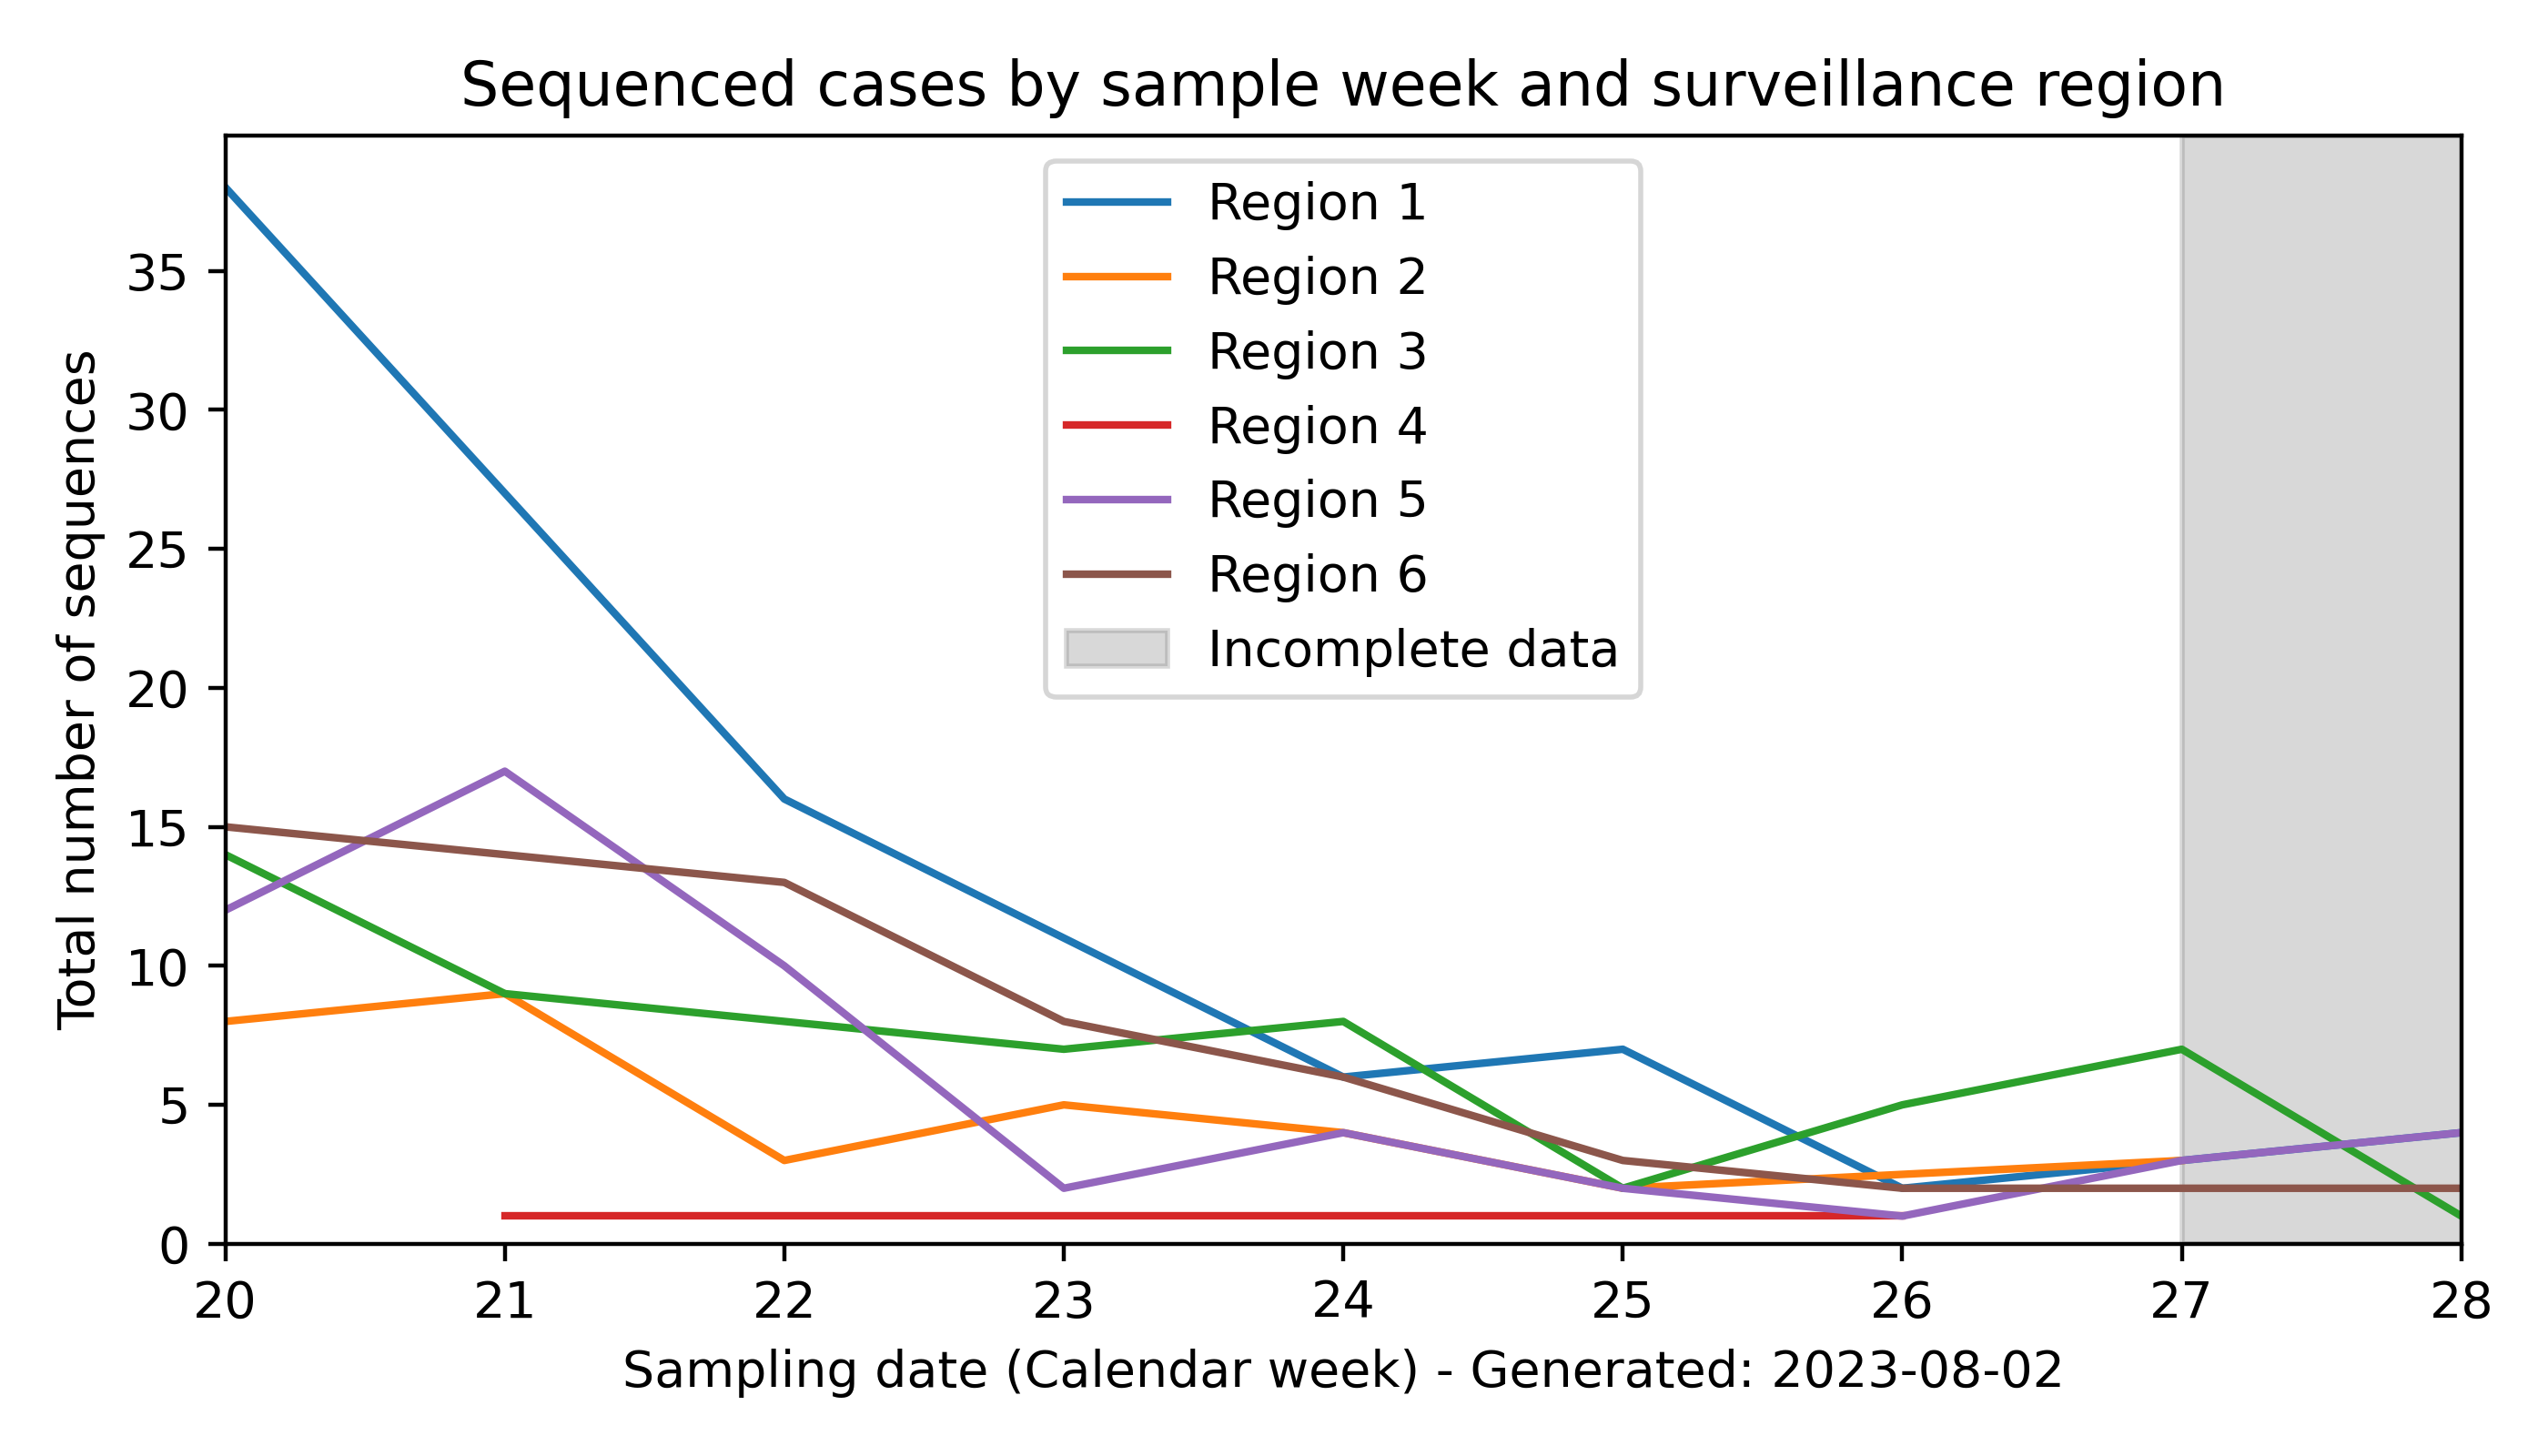 Sequenced cases by sample week and surveillance region
Region 1
Region 2
Region 3
Region 4
Region 5
Region 6
Incomplete data
Total number of sequences
35
30
25
20
15
10
5
0
20 21 22 23 24 25 26 27 28
Sampling date (Calendar week) - Generated: 2023-08-02